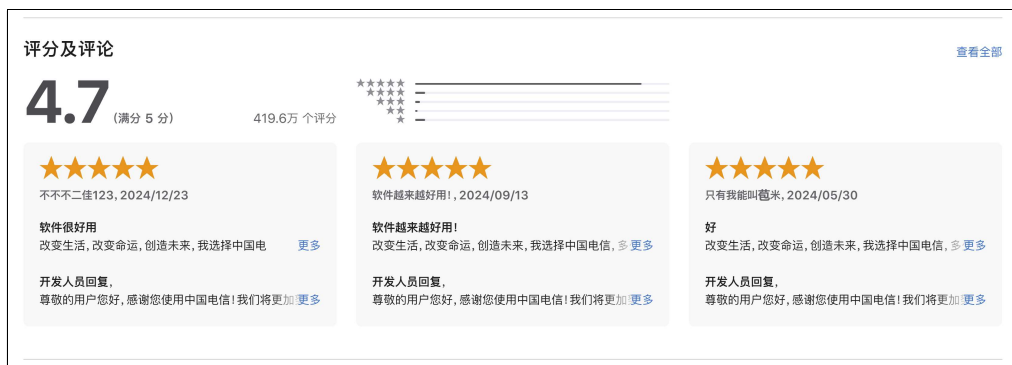 评分及评论
查看全部
4.7 (满分 5 分)
419.6万 个评分
★★★★★
★★★★
★★★
★★
★
★★★★★
不不不二佳123, 2024/12/23
软件很好用
改变生活,改变命运,创造未来,我选择中国电 更多
开发人员回复,
尊敬的用户您好,感谢您使用中国电信!我们将更加 更多
★★★★★
软件越来越好用!, 2024/09/13
软件越来越好用!
改变生活,改变命运,创造未来,我选择中国电信,多 更多
开发人员回复,
尊敬的用户您好,感谢您使用中国电信!我们将更加 更多
★★★★★
只有我能叫苞米, 2024/05/30
好
改变生活,改变命运,创造未来,我选择中国电信,多 更多
开发人员回复,
尊敬的用户您好,感谢您使用中国电信!我们将更加 更多